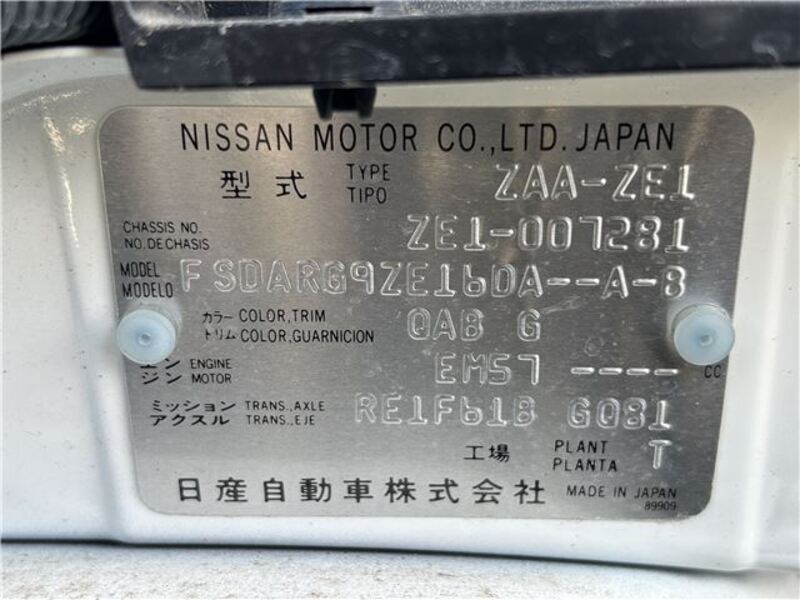 NISSAN MOTOR CO.,LTD. JAPAN
型式 TYPE TIPO ZAA-ZE1
CHASSIS NO. NO. DE CHASIS ZE1-007281
MODEL MODELO FSDARG9ZE16DA--A-8
カラー COLOR,TRIM
トリム COLOR,GUARNICION QAB G
エンジン ENGINE MOTOR EM57 ---- CC
ミッション TRANS.,AXLE
アクスル TRANS.,EJE RE1F61B GQ81
工場 PLANT PLANTA T
日産自動車株式会社 MADE IN JAPAN
89909